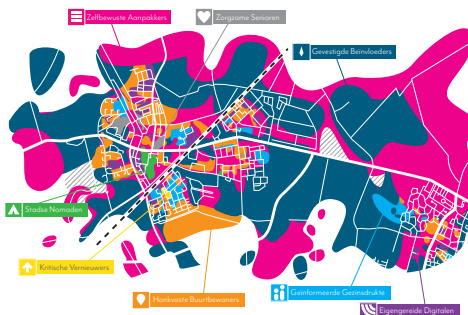 Zelfbewuste Aanpakkers
Zorgzame Senioren
Gevestigde Beïnvloeders
Stadse Nomaden
Kritische Vernieuwers
Honkvaste Buurtbewoners
Geïnformeerde Gezinsdrukte
Eigengereide Digitalen